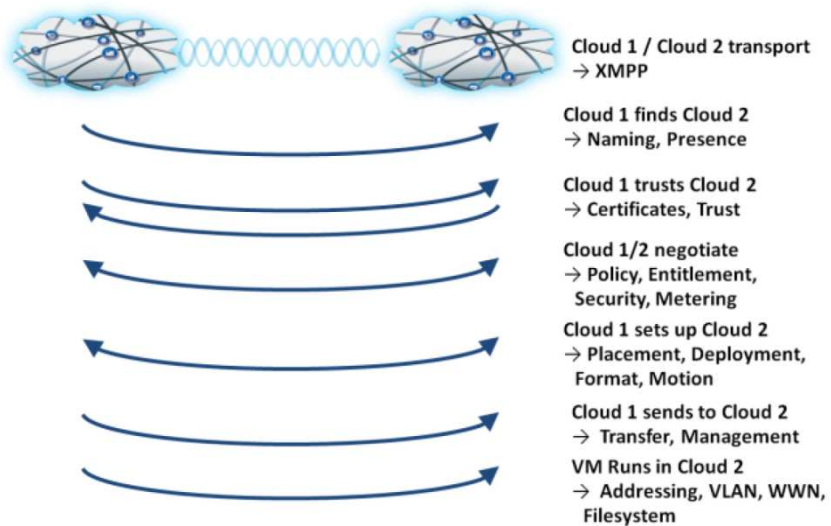 Cloud 1 / Cloud 2 transport
→ XMPP
Cloud 1 finds Cloud 2
→ Naming, Presence
Cloud 1 trusts Cloud 2
→ Certificates, Trust
Cloud 1/2 negotiate
→ Policy, Entitlement,
Security, Metering
Cloud 1 sets up Cloud 2
→ Placement, Deployment,
Format, Motion
Cloud 1 sends to Cloud 2
→ Transfer, Management
VM Runs in Cloud 2
→ Addressing, VLAN, WWN,
Filesystem